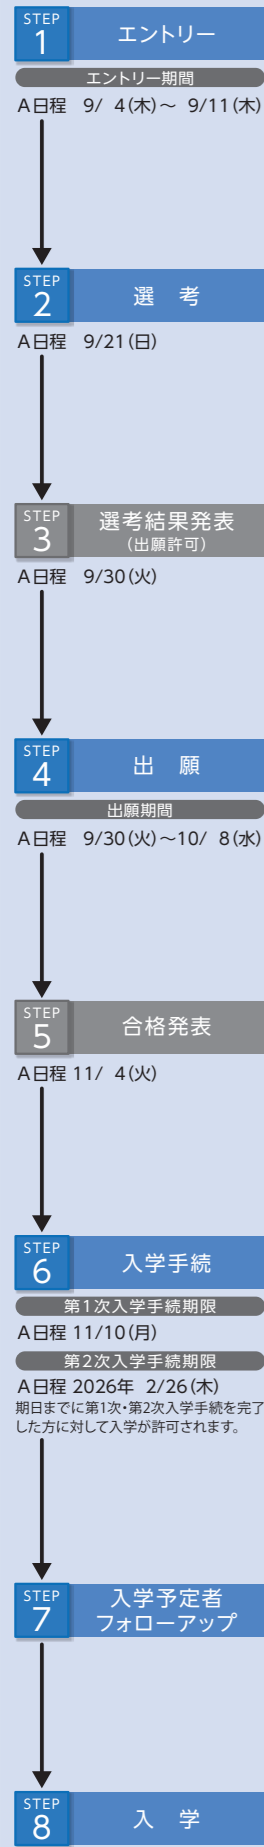 STEP
1
エントリー
エントリー期間
A日程 9/ 4(木)～ 9/11(木)
STEP
2
選 考
A日程 9/21(日)
STEP
3
選考結果発表
(出願許可)
A日程 9/30(火)
STEP
4
出 願
出願期間
A日程 9/30(火)～10/ 8(水)
STEP
5
合格発表
A日程 11/ 4(火)
STEP
6
入学手続
第1次入学手続期限
A日程 11/10(月)
第2次入学手続期限
A日程 2026年 2/26(木)
期日までに第1次・第2次入学手続を完了
した方に対して入学が許可されます。
STEP
7
入学予定者
フォローアップ
STEP
8
入 学